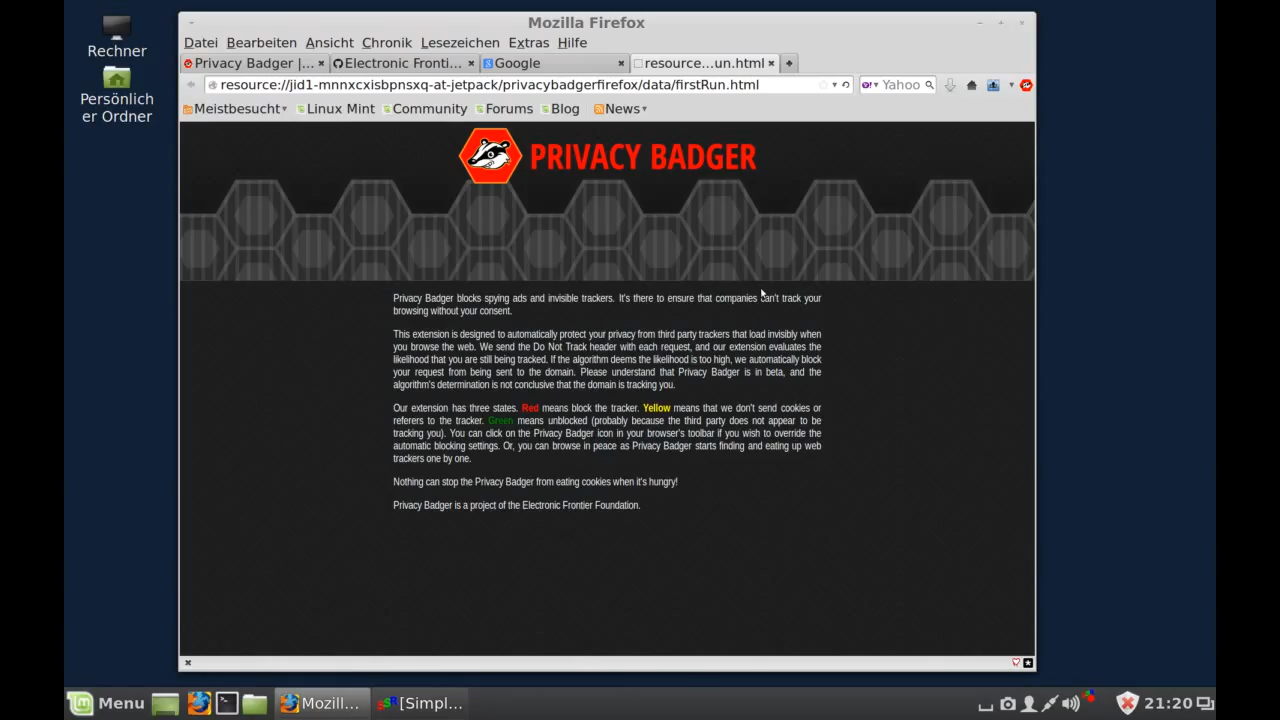 Rechner
Persönlich
er Ordner
Mozilla Firefox
Datei Bearbeiten Ansicht Chronik Lesezeichen Extras Hilfe
Privacy Badger |... Electronic Fronti... Google resource...un.html
resource://jid1-mnnxcxisbpnsxq-at-jetpack/privacybadgerfirefox/data/firstRun.html Yahoo
Meistbesucht Linux Mint Community Forums Blog News
PRIVACY BADGER
Privacy Badger blocks spying ads and invisible trackers. It's there to ensure that companies can't track your
browsing without your consent.
This extension is designed to automatically protect your privacy from third party trackers that load invisibly when
you browse the web. We send the Do Not Track header with each request, and our extension evaluates the
likelihood that you are still being tracked. If the algorithm deems the likelihood is too high, we automatically block
your request from being sent to the domain. Please understand that Privacy Badger is in beta, and the
algorithm's determination is not conclusive that the domain is tracking you.
Our extension has three states. Red means block the tracker. Yellow means that we don't send cookies or
referers to the tracker. Green means unblocked (probably because the third party does not appear to be
tracking you). You can click on the Privacy Badger icon in your browser's toolbar if you wish to override the
automatic blocking settings. Or, you can browse in peace as Privacy Badger starts finding and eating up web
trackers one by one.
Nothing can stop the Privacy Badger from eating cookies when it's hungry!
Privacy Badger is a project of the Electronic Frontier Foundation.
Menu Mozill... [Simpl... 21:20